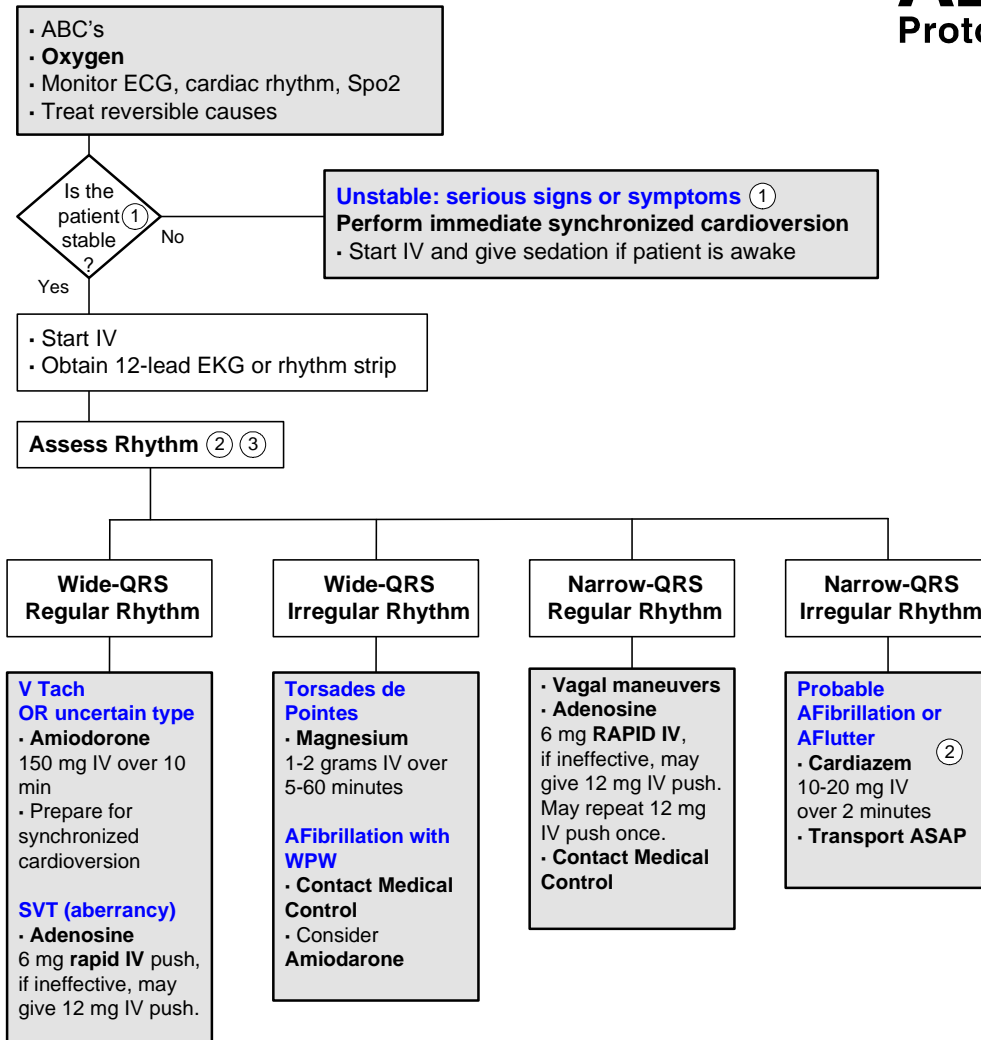 Proto
· ABC's
· Oxygen
· Monitor ECG, cardiac rhythm, Spo2
· Treat reversible causes
Is the
patient 1
stable
?
No
Yes
Unstable: serious signs or symptoms 1
Perform immediate synchronized cardioversion
· Start IV and give sedation if patient is awake
· Start IV
· Obtain 12-lead EKG or rhythm strip
Assess Rhythm 2 3
Wide-QRS
Regular Rhythm
V Tach
OR uncertain type
· Amiodorone
150 mg IV over 10
min
· Prepare for
synchronized
cardioversion
SVT (aberrancy)
· Adenosine
6 mg rapid IV push,
if ineffective, may
give 12 mg IV push.
Wide-QRS
Irregular Rhythm
Torsades de
Pointes
· Magnesium
1-2 grams IV over
5-60 minutes
AFibrillation with
WPW
· Contact Medical
Control
· Consider
Amiodarone
Narrow-QRS
Regular Rhythm
· Vagal maneuvers
· Adenosine
6 mg RAPID IV,
if ineffective, may
give 12 mg IV push.
May repeat 12 mg
IV push once.
· Contact Medical
Control
Narrow-QRS
Irregular Rhythm
Probable
AFibrillation or
AFlutter
2
· Cardiazem
10-20 mg IV
over 2 minutes
· Transport ASAP